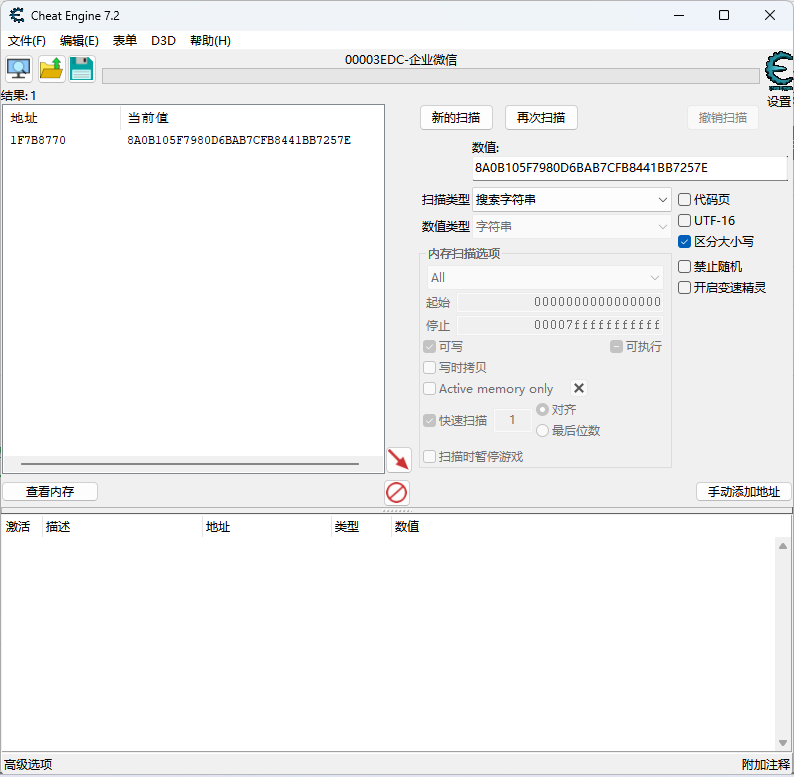 Cheat Engine 7.2
文件(F) 编辑(E) 表单 D3D 帮助(H)
00003EDC-企业微信
设置
结果: 1
地址 当前值
1F7B8770 8A0B105F7980D6BAB7CFB8441BB7257E
新的扫描 再次扫描 撤销扫描
数值:
8A0B105F7980D6BAB7CFB8441BB7257E
扫描类型 搜索字符串
数值类型 字符串
代码页
UTF-16
区分大小写
禁止随机
开启变速精灵
内存扫描选项
All
起始 0000000000000000
停止 00007fffffffffff
可写 可执行
写时拷贝
Active memory only
快速扫描 1 对齐
最后位数
扫描时暂停游戏
查看内存 手动添加地址
激活 描述 地址 类型 数值
高级选项 附加注释